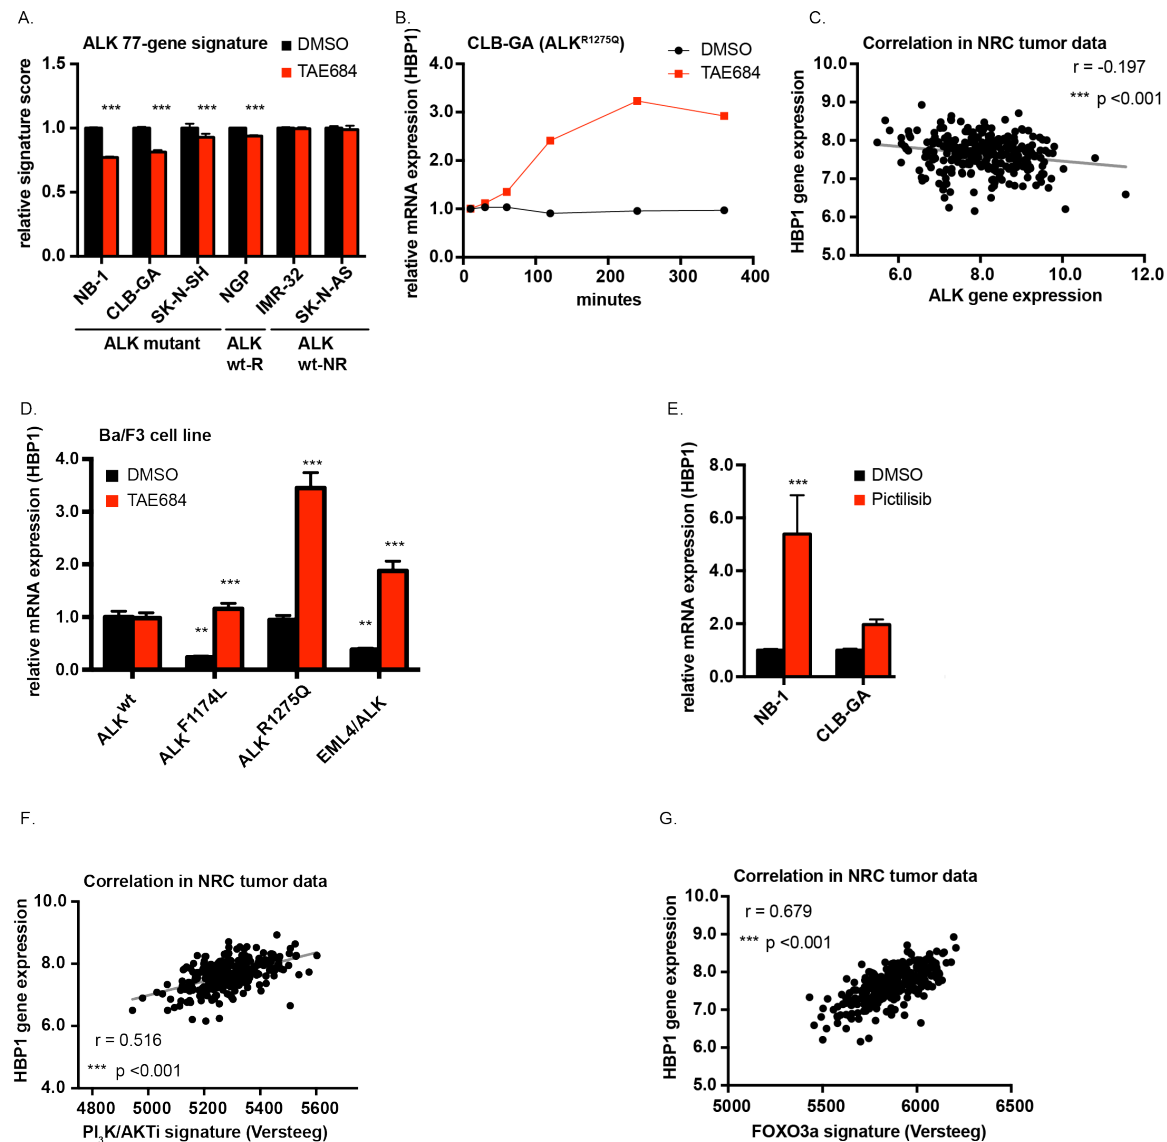 A.
ALK 77-gene signature
DMSO
TAE684
relative signature score
1.5
1.0
0.5
0.0
***
***
***
***
NB-1
CLB-GA
SK-N-SH
NGP
IMR-32
SK-N-AS
ALK mutant
ALK
wt-R
ALK
wt-NR
B.
CLB-GA (ALKR1275Q)
DMSO
TAE684
relative mRNA expression (HBP1)
4.0
3.0
2.0
1.0
0.0
0
100
200
300
400
minutes
C.
Correlation in NRC tumor data
r = -0.197
*** p <0.001
HBP1 gene expression
10.0
9.0
8.0
7.0
6.0
5.0
6.0
8.0
10.0
12.0
ALK gene expression
D.
Ba/F3 cell line
DMSO
TAE684
relative mRNA expression (HBP1)
4.0
3.0
2.0
1.0
0.0
**
***
***
**
***
ALKwt
ALKF1174L
ALKR1275Q
EML4/ALK
E.
DMSO
Pictilisib
relative mRNA expression (HBP1)
8.0
6.0
4.0
2.0
0.0
***
NB-1
CLB-GA
F.
Correlation in NRC tumor data
HBP1 gene expression
10.0
8.0
6.0
4.0
r = 0.516
*** p <0.001
4800
5000
5200
5400
5600
PI3K/AKTi signature (Versteeg)
G.
Correlation in NRC tumor data
r = 0.679
*** p <0.001
HBP1 gene expression
10.0
9.0
8.0
7.0
6.0
5.0
5000
5500
6000
6500
FOXO3a signature (Versteeg)